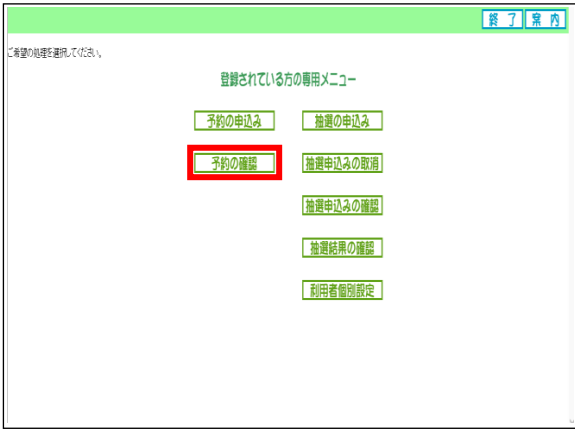 終了 案内
ご希望の処理を選択してください。
登録されている方の専用メニュー
予約の申込み 抽選の申込み
予約の確認 抽選申込みの取消
抽選申込みの確認
抽選結果の確認
利用者個別設定